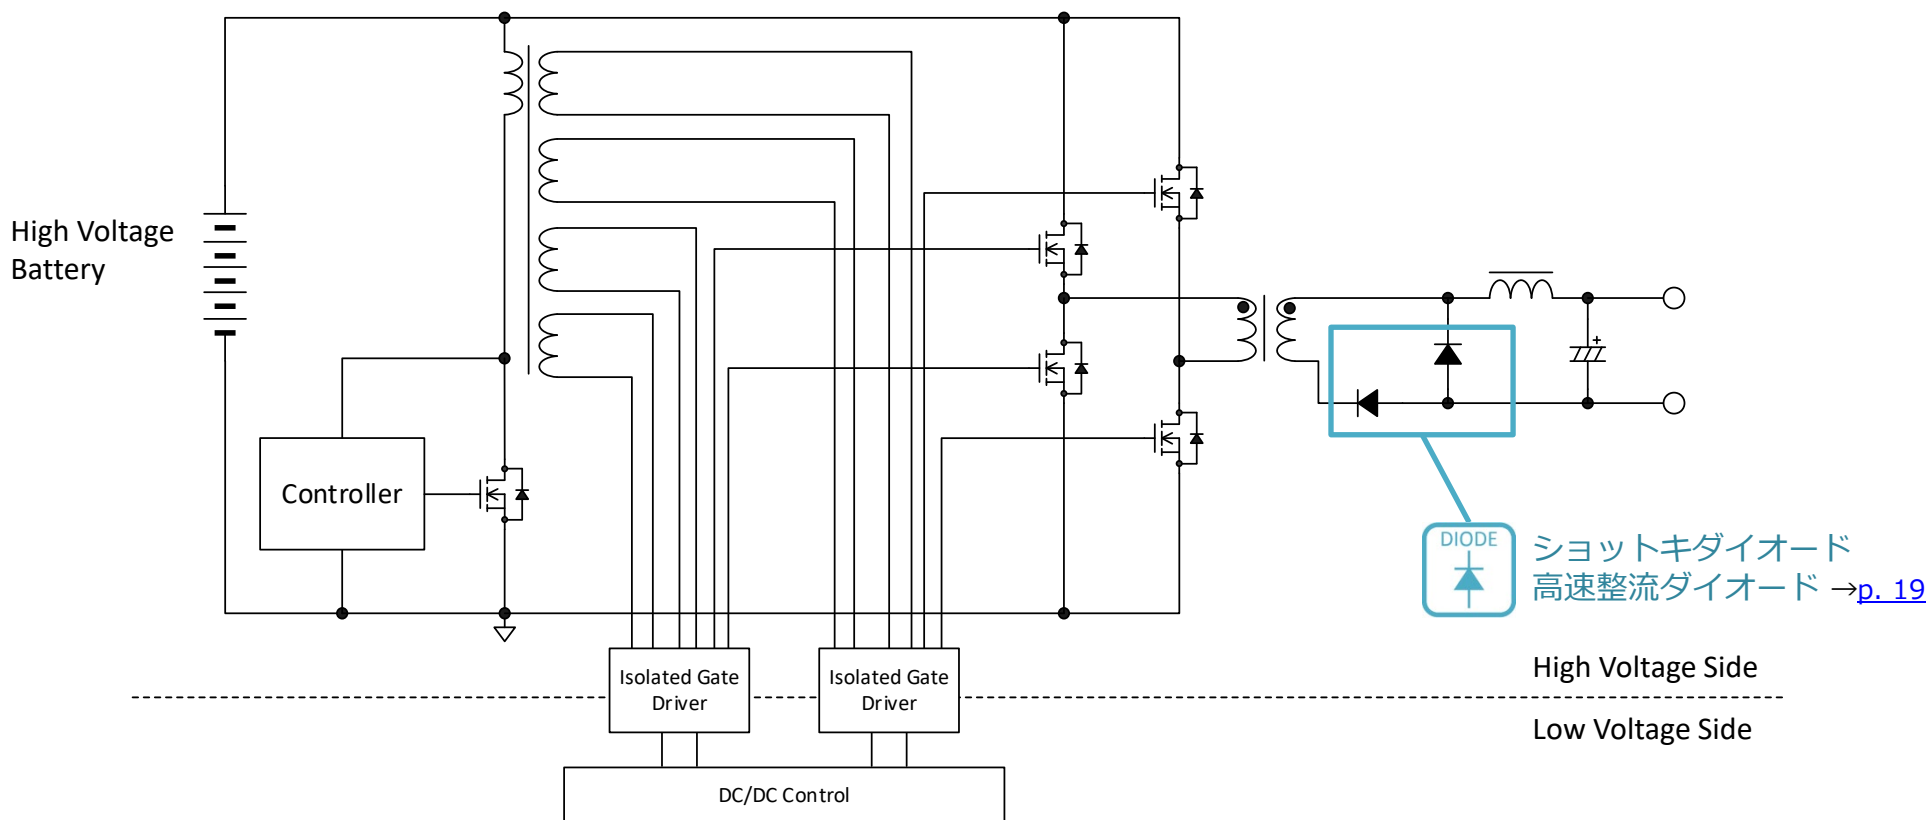 High Voltage
Battery
Controller
DIODE
ショットキダイオード
高速整流ダイオード →p. 19
Isolated Gate
Driver
Isolated Gate
Driver
High Voltage Side
Low Voltage Side
DC/DC Control
+